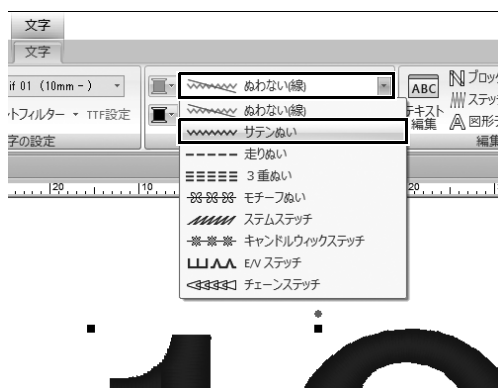 文字
文字
if 01 (10mm - )
ぬわない(線)
ABC
ブロッ
ステッ
図形
テキスト
編集
トフィルター
TTF設定
字の設定
編集
ぬわない(線)
サテンぬい
走りぬい
3 重ぬい
モチーフぬい
ステムステッチ
キャンドルウィックステッチ
E/V ステッチ
チェーンステッチ
20
10
20
10